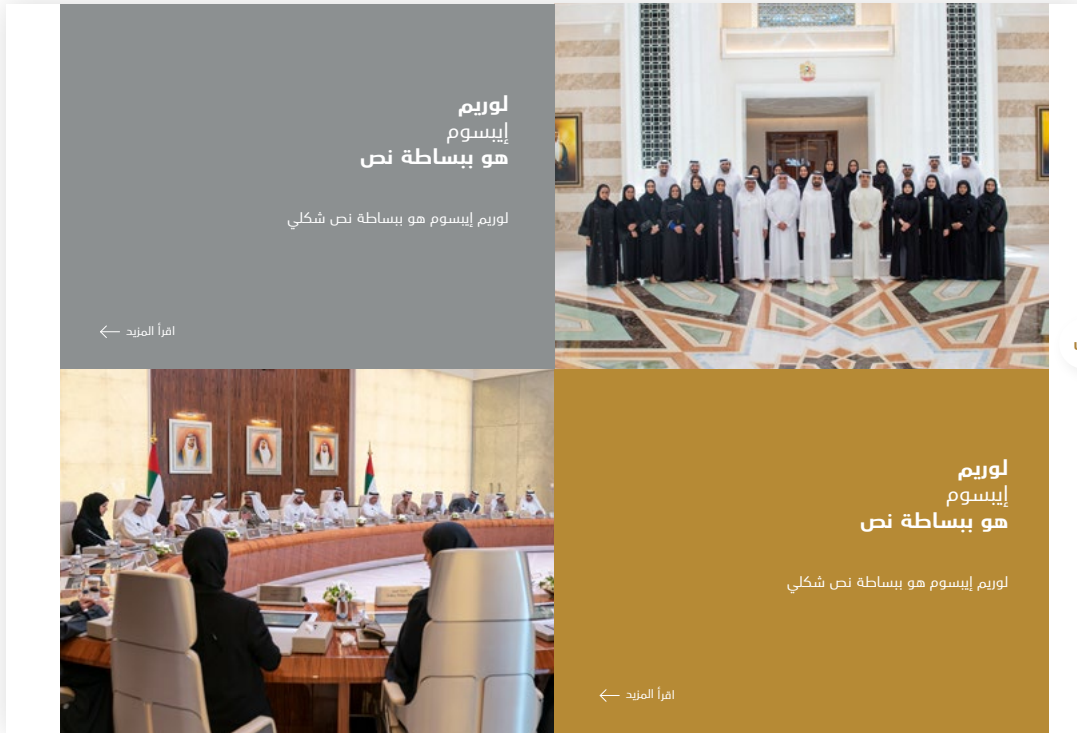 لوريم
إيبسوم
هو ببساطة نص
لوريم إيبسوم هو ببساطة نص شكلي
اقرأ المزيد
لوريم
إيبسوم
هو ببساطة نص
لوريم إيبسوم هو ببساطة نص شكلي
اقرأ المزيد